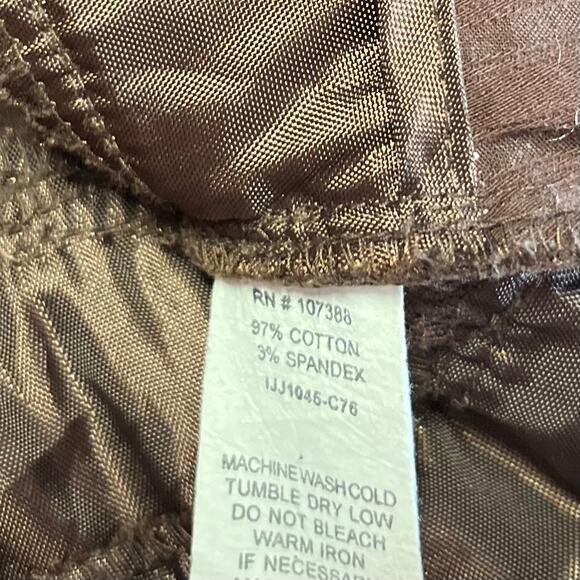 RN # 107388
97% COTTON
3% SPANDEX
IJJ1046-C76
MACHINE WASH COLD
TUMBLE DRY LOW
DO NOT BLEACH
WARM IRON
IF NECESSARY